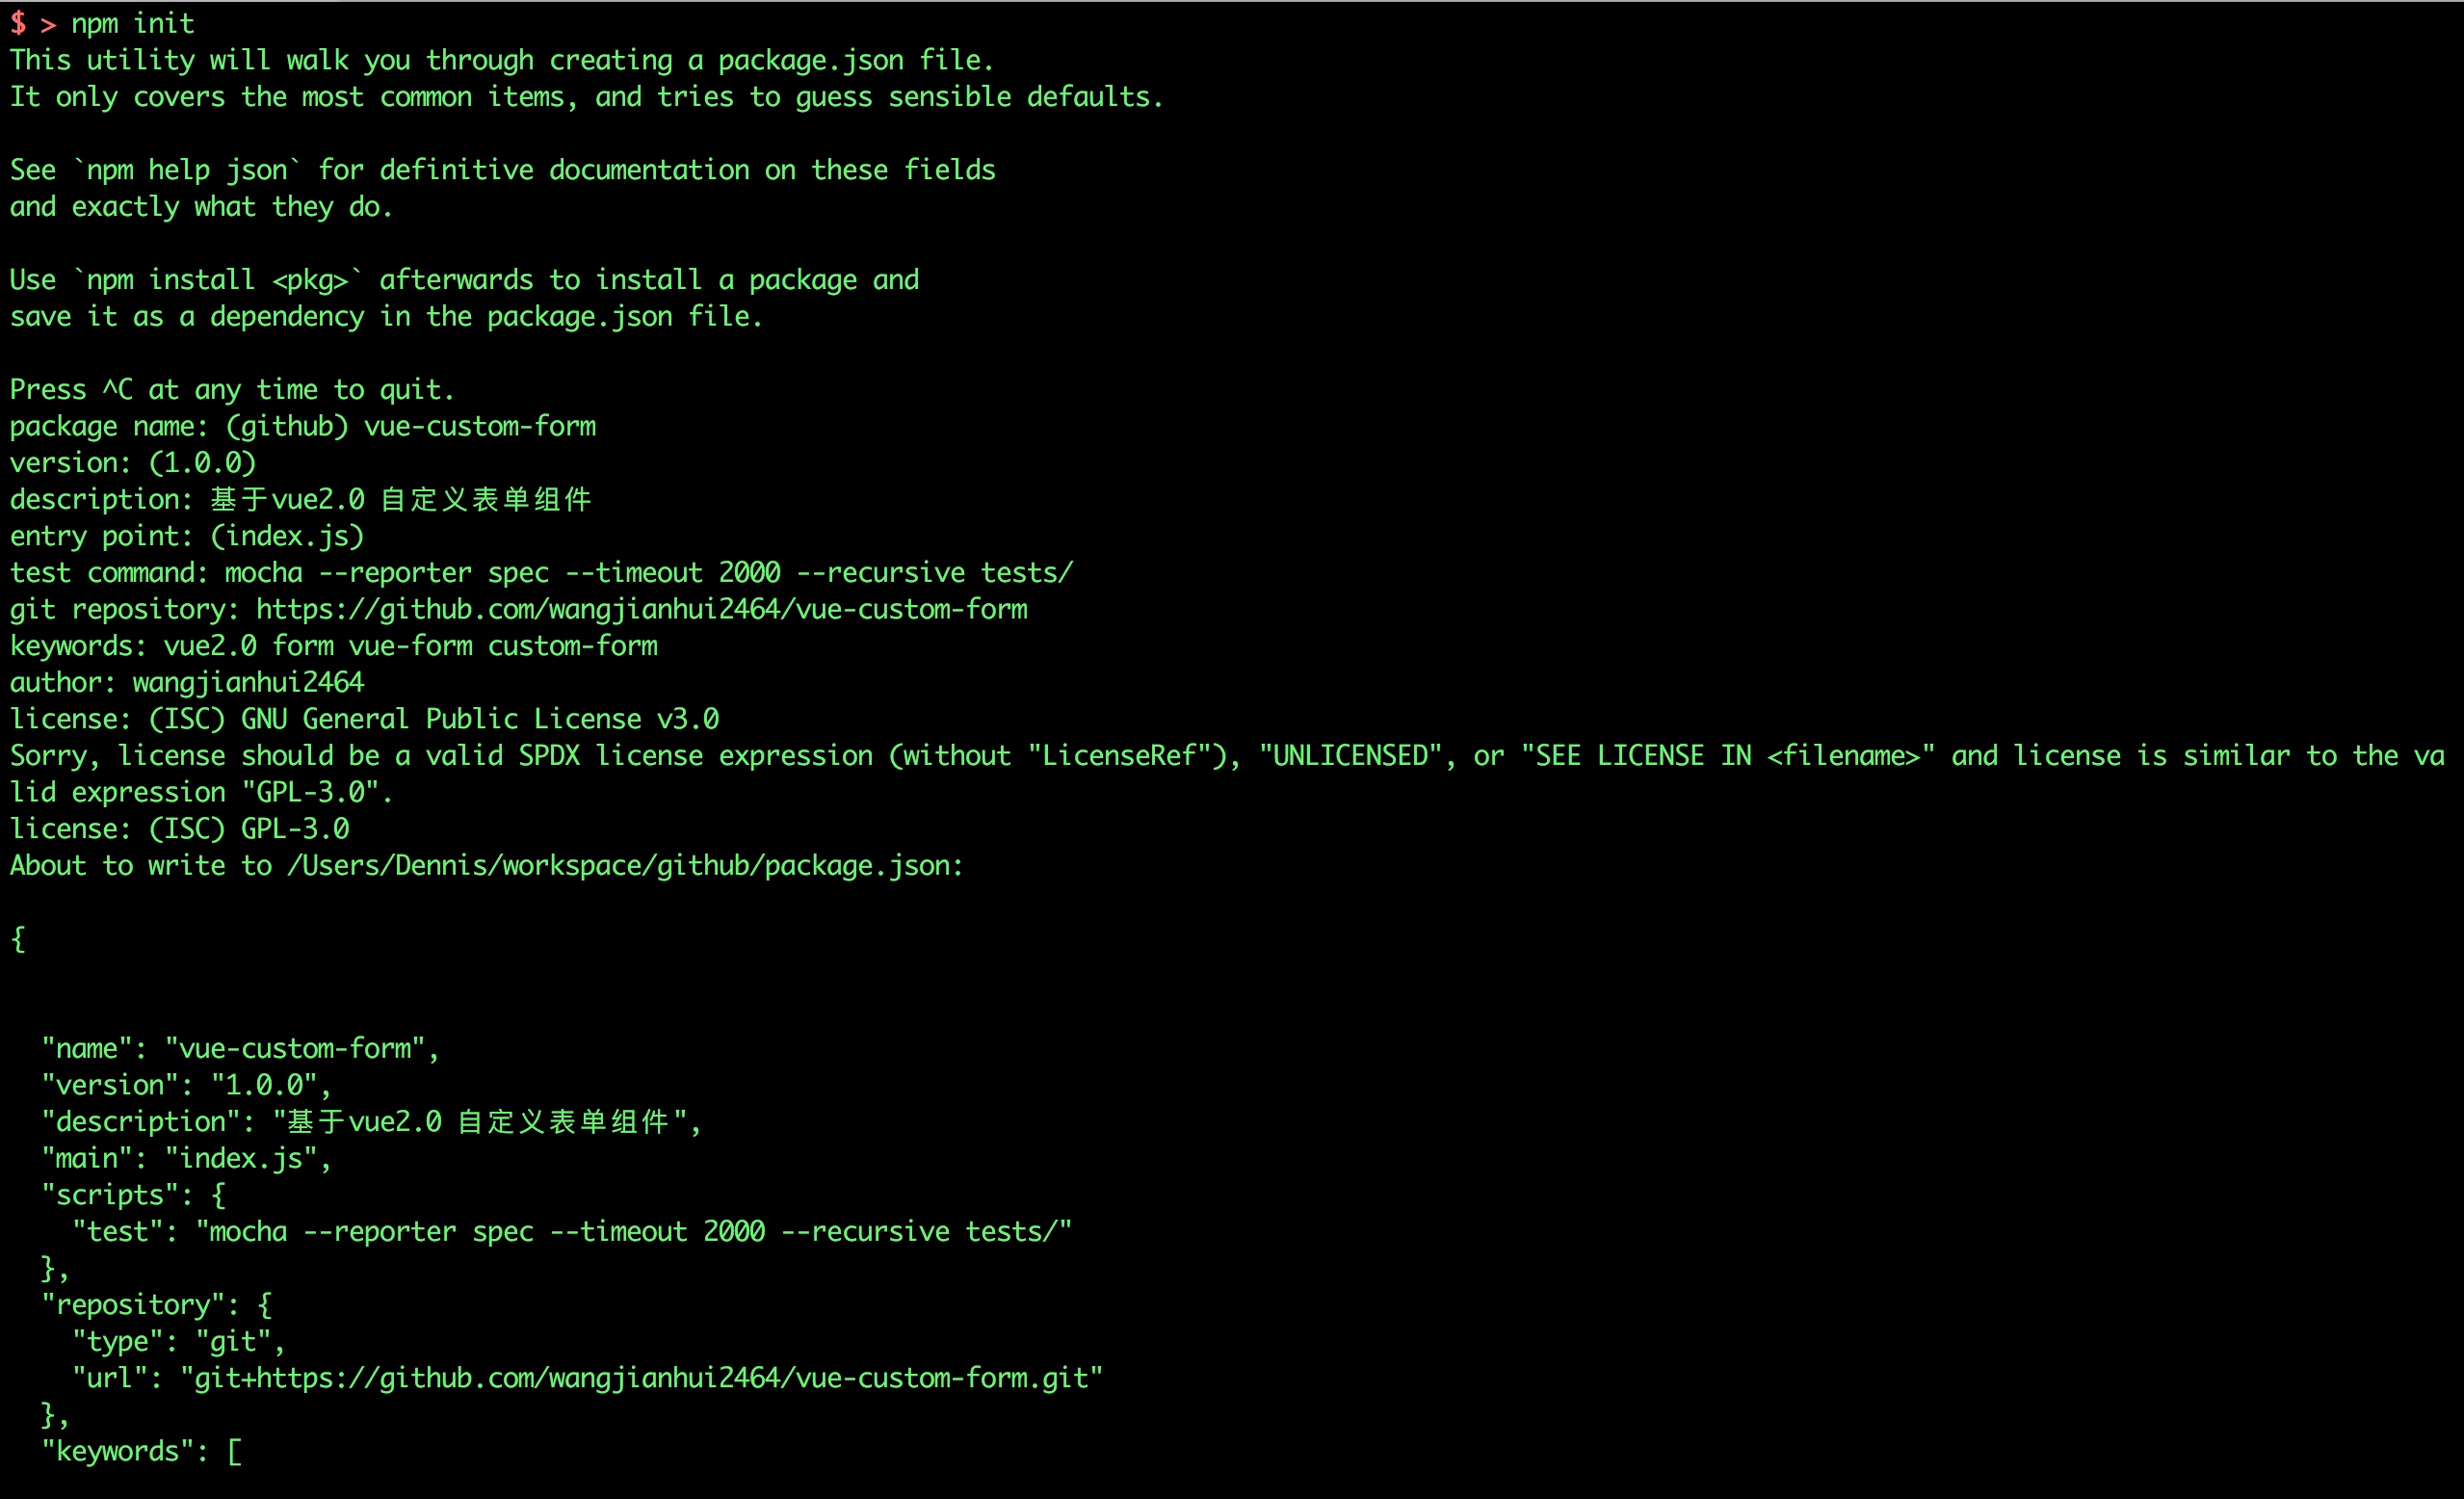 $ > npm init
This utility will walk you through creating a package.json file.
It only covers the most common items, and tries to guess sensible defaults.
See `npm help json` for definitive documentation on these fields
and exactly what they do.
Use `npm install <pkg>` afterwards to install a package and
save it as a dependency in the package.json file.
Press ^C at any time to quit.
package name: (github) vue-custom-form
version: (1.0.0)
description: 基于vue2.0 自定义表单组件
entry point: (index.js)
test command: mocha --reporter spec --timeout 2000 --recursive tests/
git repository: https://github.com/wangjianhui2464/vue-custom-form
keywords: vue2.0 form vue-form custom-form
author: wangjianhui2464
license: (ISC) GNU General Public License v3.0
Sorry, license should be a valid SPDX license expression (without "LicenseRef"), "UNLICENSED", or "SEE LICENSE IN <filename>" and license is similar to the va
lid expression "GPL-3.0".
license: (ISC) GPL-3.0
About to write to /Users/Dennis/workspace/github/package.json:
{
"name": "vue-custom-form",
"version": "1.0.0",
"description": "基于vue2.0 自定义表单组件",
"main": "index.js",
"scripts": {
"test": "mocha --reporter spec --timeout 2000 --recursive tests/"
},
"repository": {
"type": "git",
"url": "git+https://github.com/wangjianhui2464/vue-custom-form.git"
},
"keywords": [